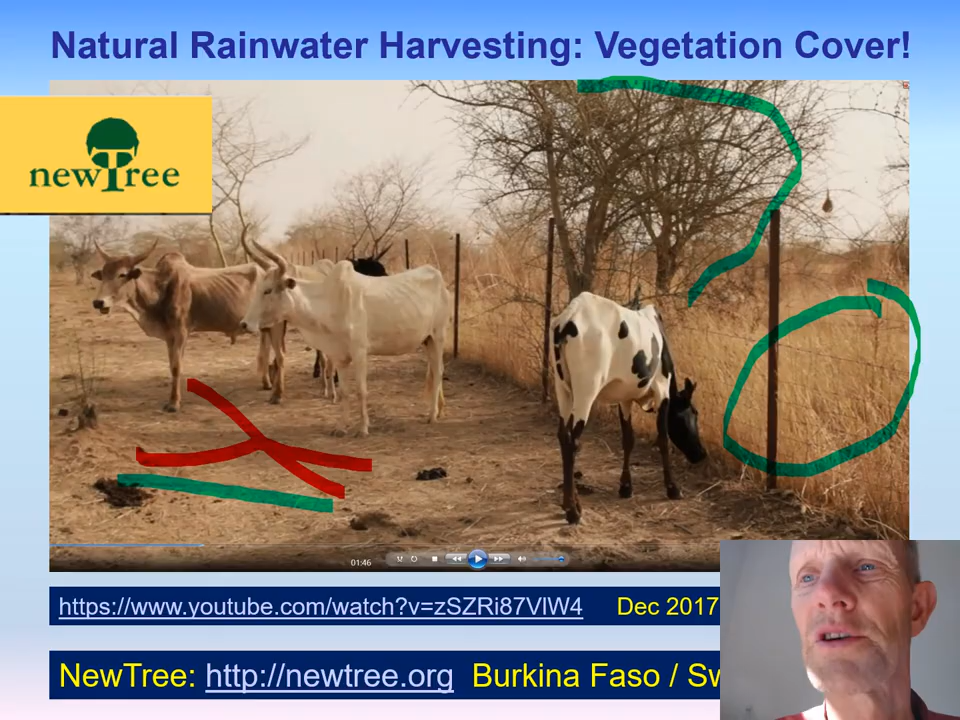 Natural Rainwater Harvesting: Vegetation Cover!
newTree
01:46
https://www.youtube.com/watch?v=zSZRi87VlW4 Dec 2017
NewTree: http://newtree.org Burkina Faso / Sw